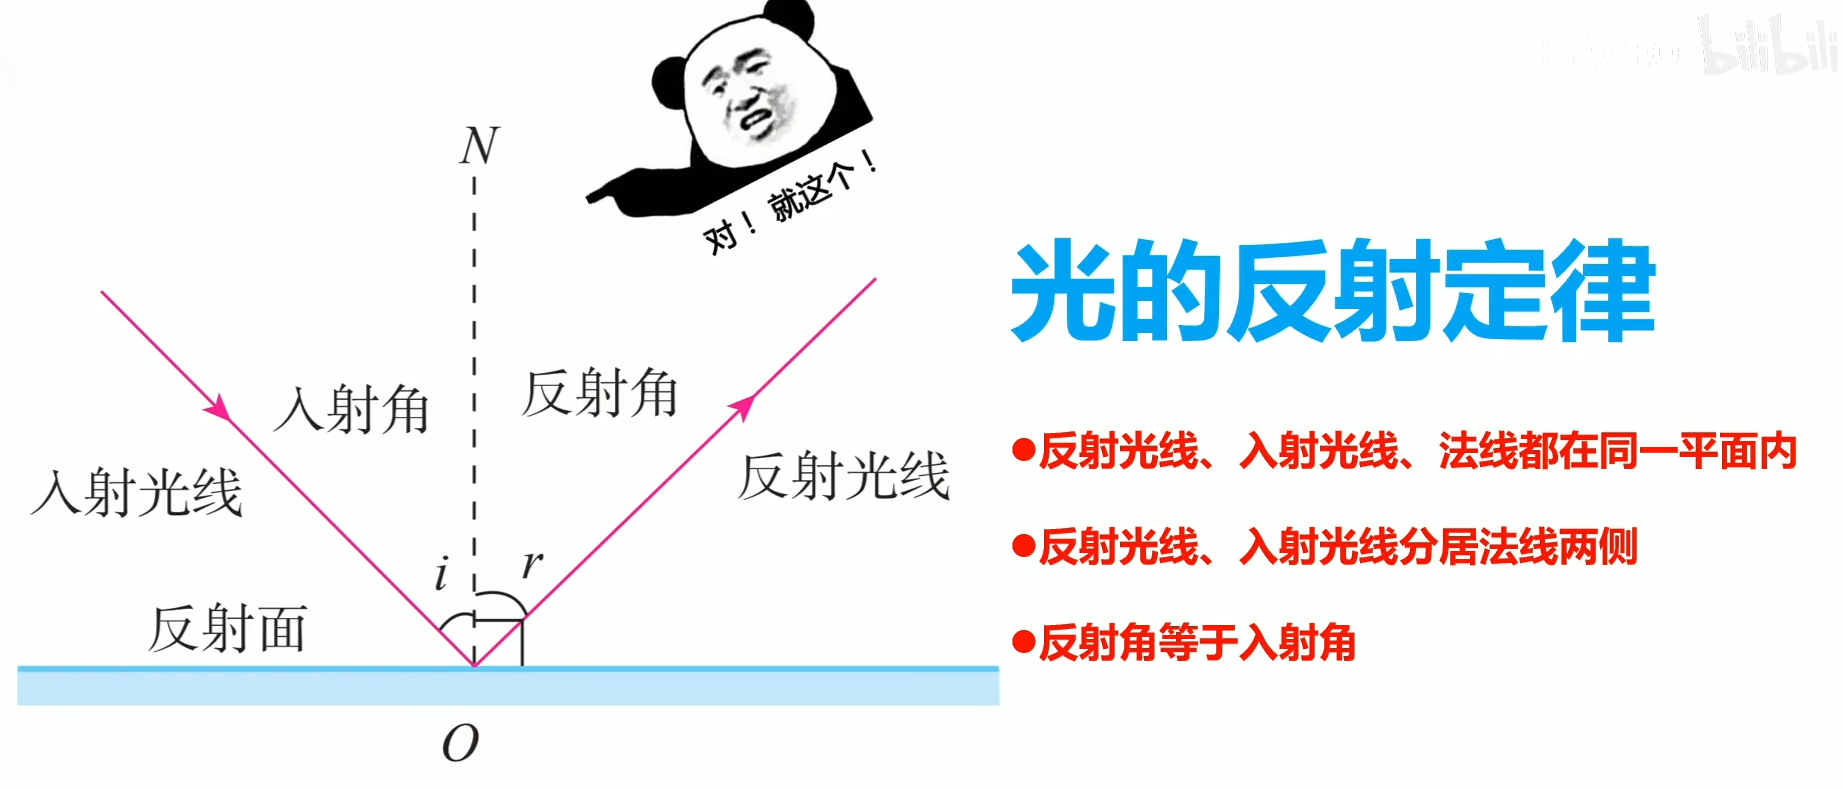 bilibili
N
对！就这个！
光的反射定律
入射角
反射角
●反射光线、入射光线、法线都在同一平面内
入射光线
反射光线
●反射光线、入射光线分居法线两侧
i
r
反射面
●反射角等于入射角
O